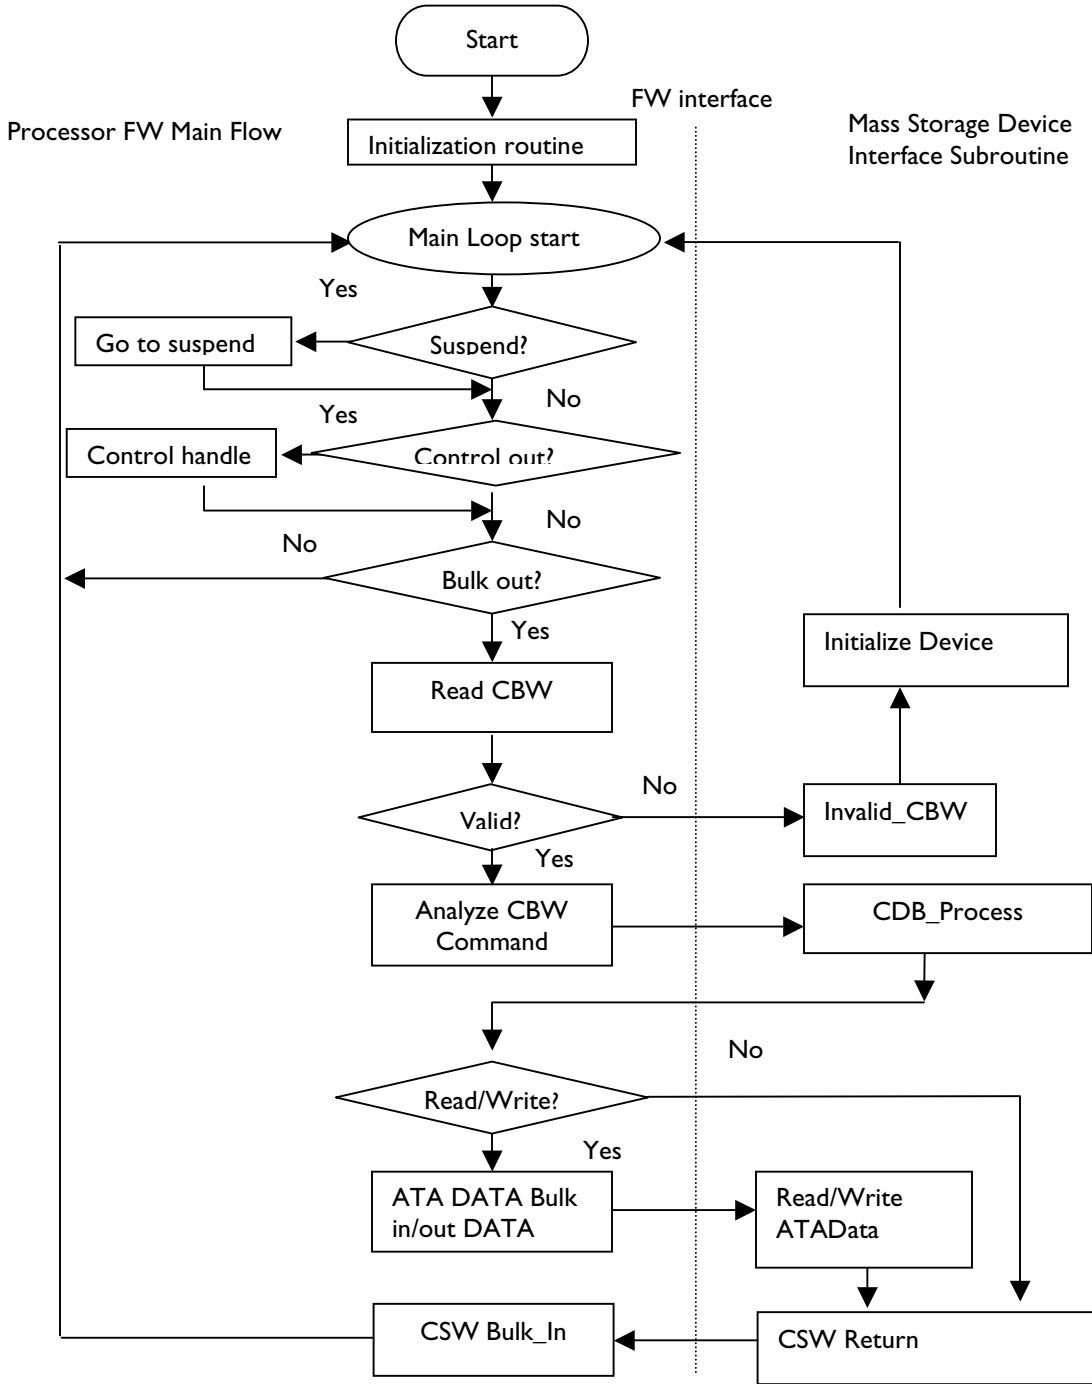 Start
FW interface
Processor FW Main Flow
Mass Storage Device
Interface Subroutine
Initialization routine
Main Loop start
Yes
Go to suspend
Suspend?
No
Yes
Control handle
Control out?
No
No
Bulk out?
Yes
Initialize Device
Read CBW
No
Valid?
Invalid_CBW
Yes
Analyze CBW
Command
CDB_Process
No
Read/Write?
Yes
ATA DATA Bulk
in/out DATA
Read/Write
ATAData
CSW Bulk_In
CSW Return